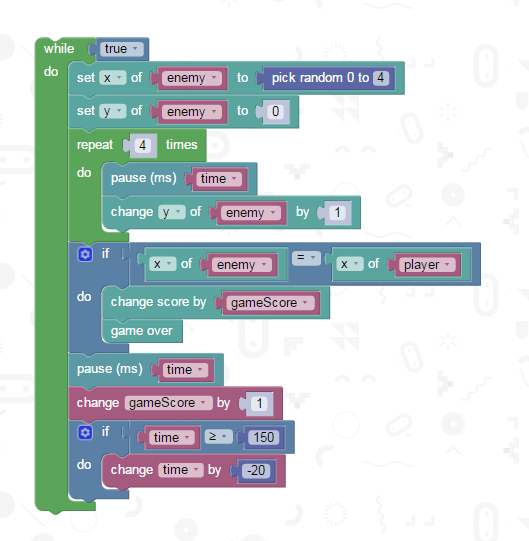 while true
do set x of enemy to pick random 0 to 4
set y of enemy to 0
repeat 4 times
do pause (ms) time
change y of enemy by 1
if x of enemy = x of player
do change score by gameScore
game over
pause (ms) time
change gameScore by 1
if time ≥ 150
do change time by -20